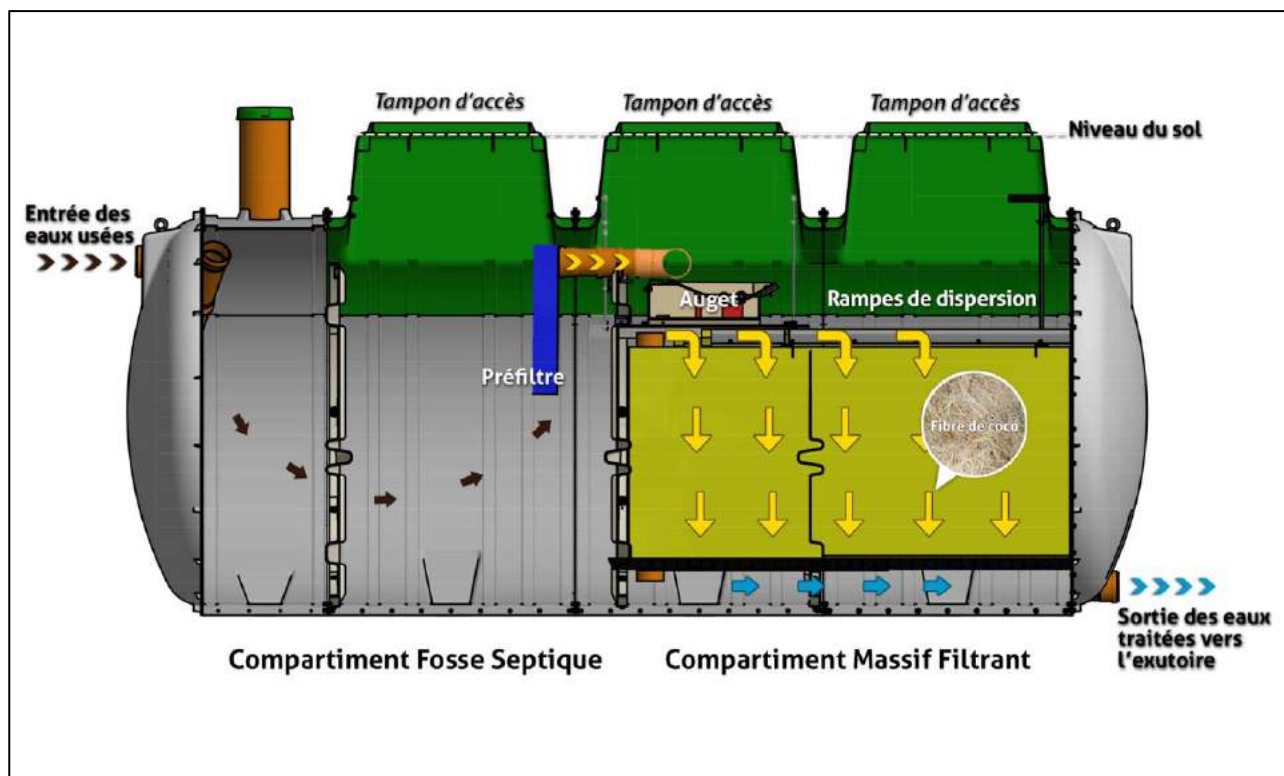 Tampon d'accès
Tampon d'accès
Tampon d'accès
Niveau du sol
Entrée des
eaux usées
Auget
Rampes de dispersion
Préfiltre
Fibre de coco
Sortie des eaux
traitées vers
l'exutoire
Compartiment Fosse Septique
Compartiment Massif Filtrant